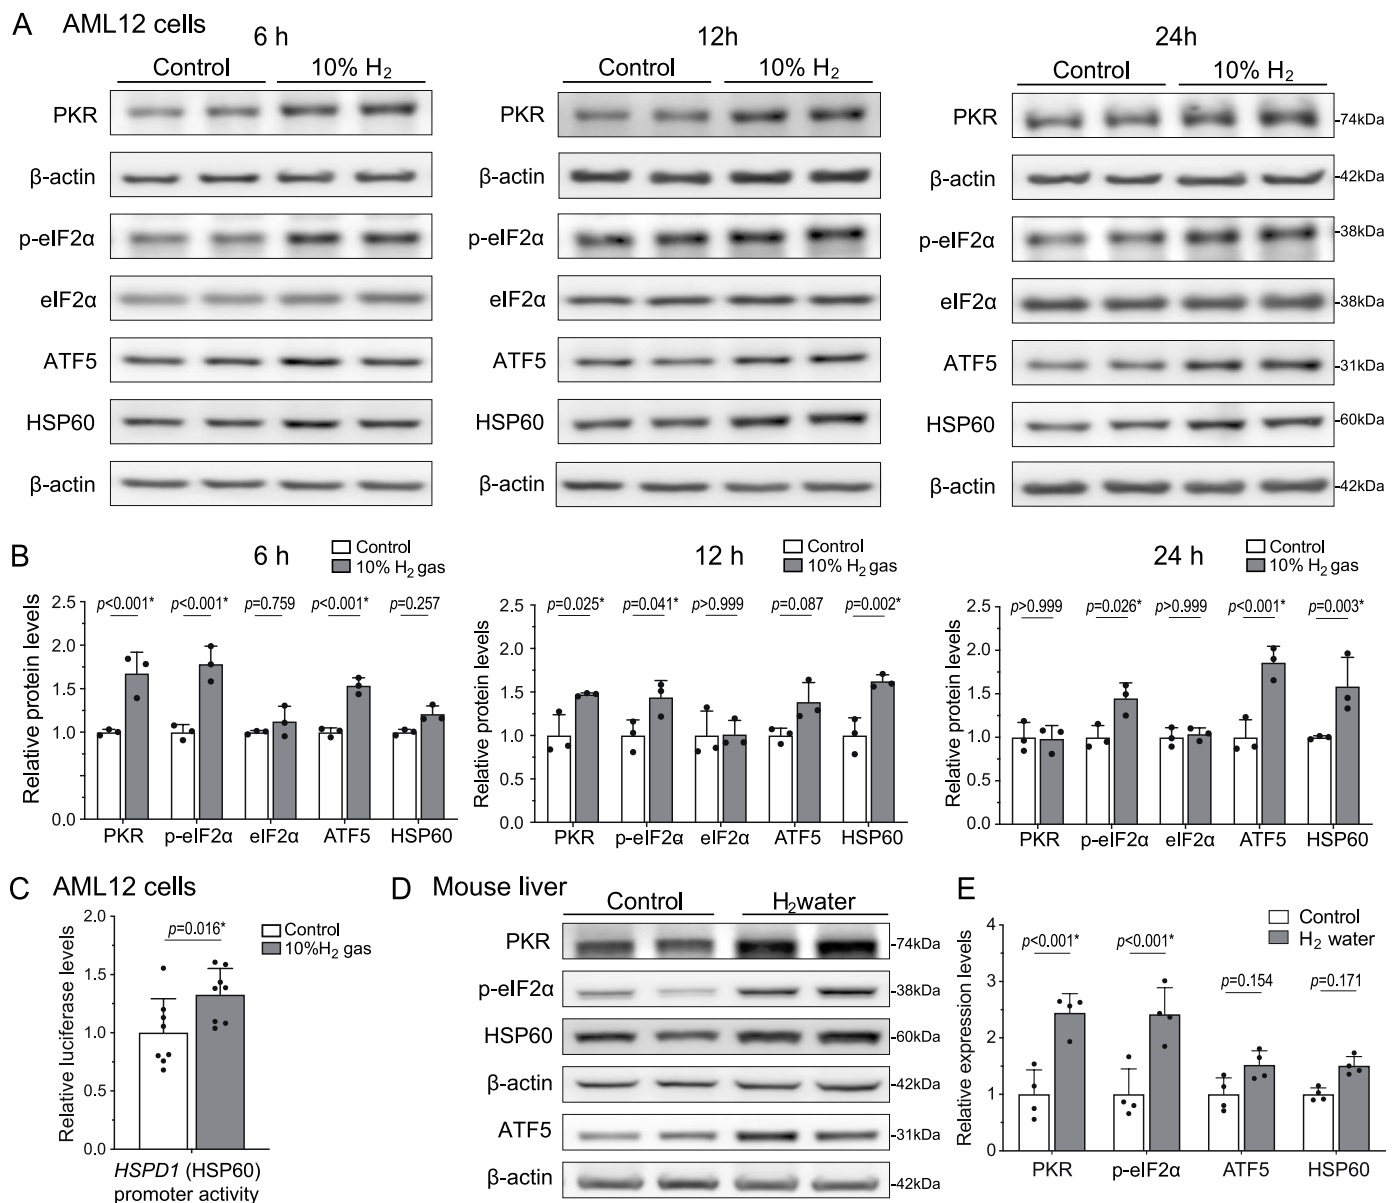 A AML12 cells
6 h
Control 10% H₂
PKR
β-actin
p-eIF2α
eIF2α
ATF5
HSP60
β-actin
12h
Control 10% H₂
PKR
β-actin
p-eIF2α
eIF2α
ATF5
HSP60
β-actin
24h
Control 10% H₂
PKR -74kDa
β-actin -42kDa
p-eIF2α -38kDa
eIF2α -38kDa
ATF5 -31kDa
HSP60 -60kDa
β-actin -42kDa
B
6 h
Control
10% H₂ gas
p<0.001* p<0.001* p=0.759 p<0.001* p=0.257
Relative protein levels
2.5
2.0
1.5
1.0
0.5
0.0
PKR p-eIF2α eIF2α ATF5 HSP60
12 h
Control
10% H₂ gas
p=0.025* p=0.041* p>0.999 p=0.087 p=0.002*
Relative protein levels
2.5
2.0
1.5
1.0
0.5
0.0
PKR p-eIF2α eIF2α ATF5 HSP60
24 h
Control
10% H₂ gas
p>0.999 p=0.026* p>0.999 p<0.001* p=0.003*
Relative protein levels
2.5
2.0
1.5
1.0
0.5
0.0
PKR p-eIF2α eIF2α ATF5 HSP60
C AML12 cells
Control
10%H₂ gas
p=0.016*
Relative luciferase levels
2.0
1.5
1.0
0.5
0.0
HSPD1 (HSP60)
promoter activity
D Mouse liver
Control H₂water
PKR -74kDa
p-eIF2α -38kDa
HSP60 -60kDa
β-actin -42kDa
ATF5 -31kDa
β-actin -42kDa
E
Control
H₂ water
p<0.001* p<0.001* p=0.154 p=0.171
Relative expression levels
4
3
2
1
0
PKR p-eIF2α ATF5 HSP60